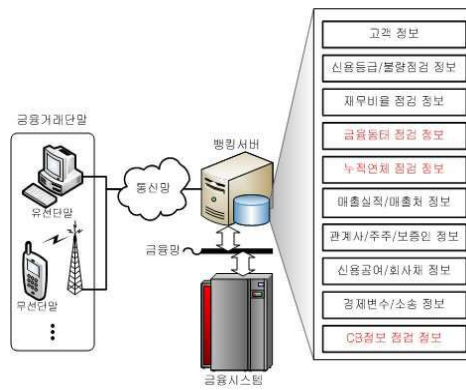 고객 정보
신용등급/불량점검 정보
재무비율 점검 정보
금융동태 점검 정보
누적연체 점검 정보
매출실적/매출처 정보
관계사/주주/보증인 정보
신용공여/회사채 정보
경제변수/소송 정보
CB정보 점검 정보
금융거래단말
유선단말
무선단말
통신망
뱅킹서버
금융망
금융시스템